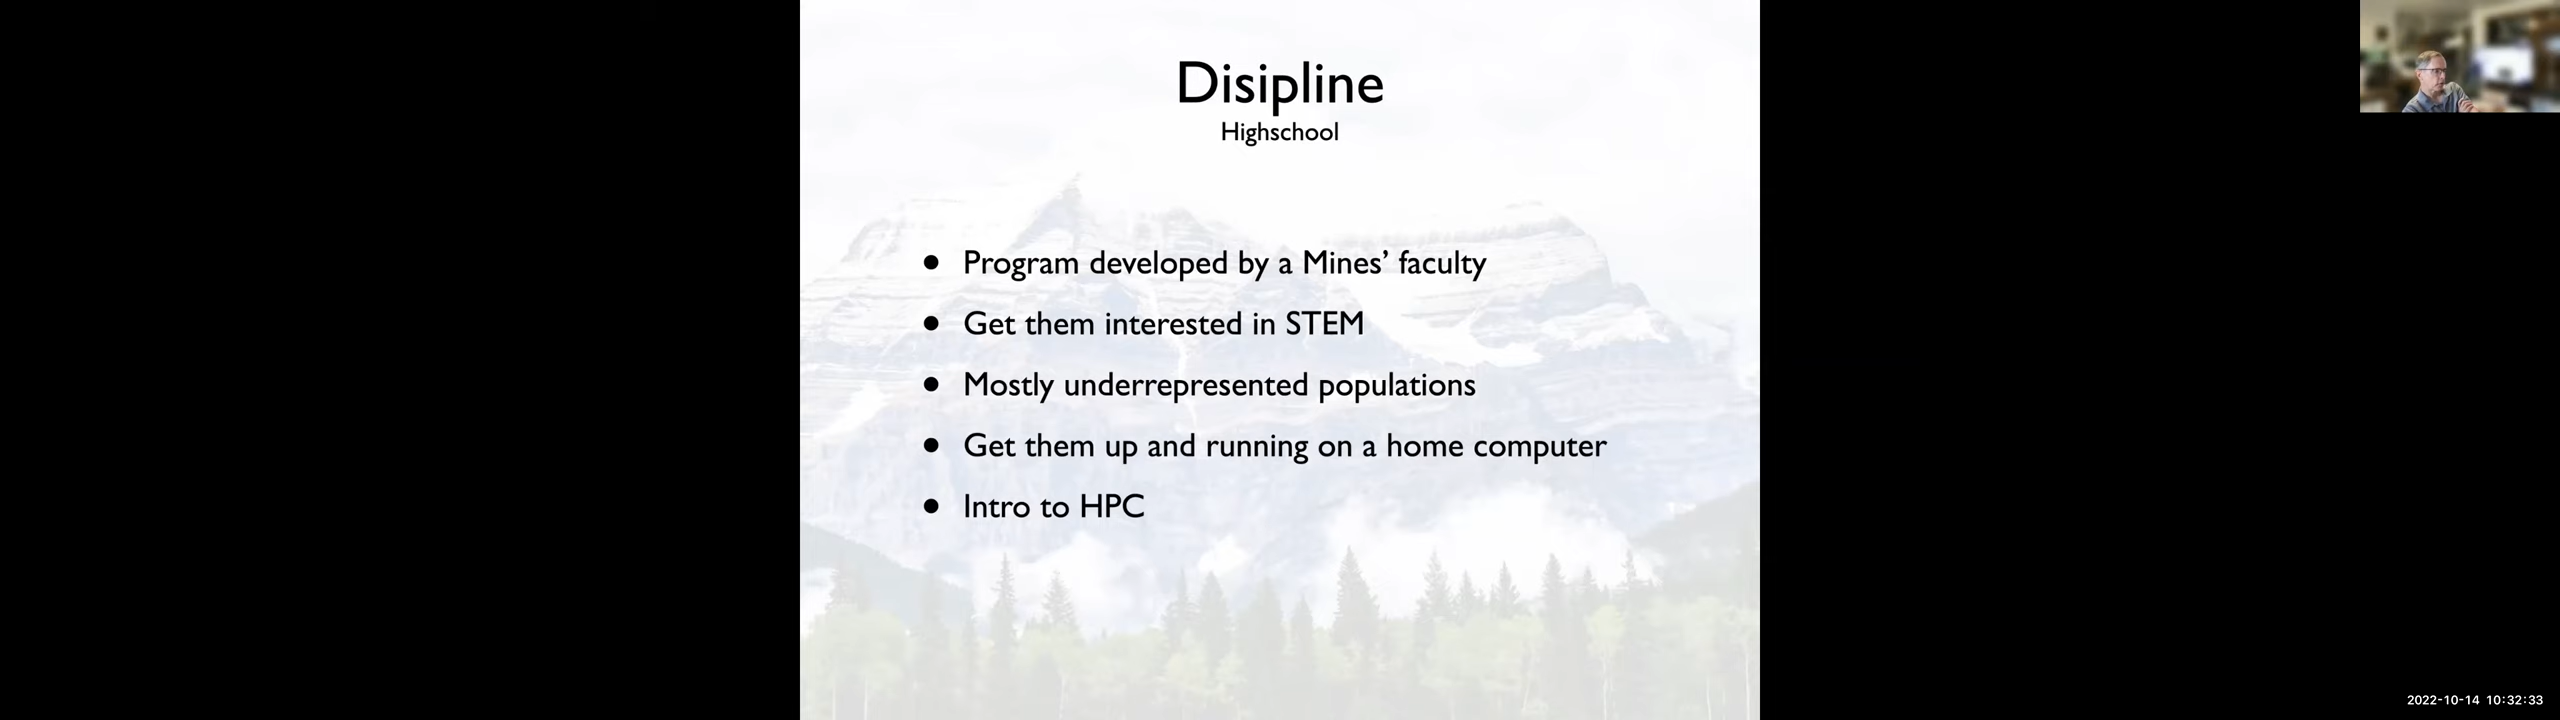 Disipline
Highschool
● Program developed by a Mines’ faculty
● Get them interested in STEM
● Mostly underrepresented populations
● Get them up and running on a home computer
● Intro to HPC
2022-10-14 10:32:33